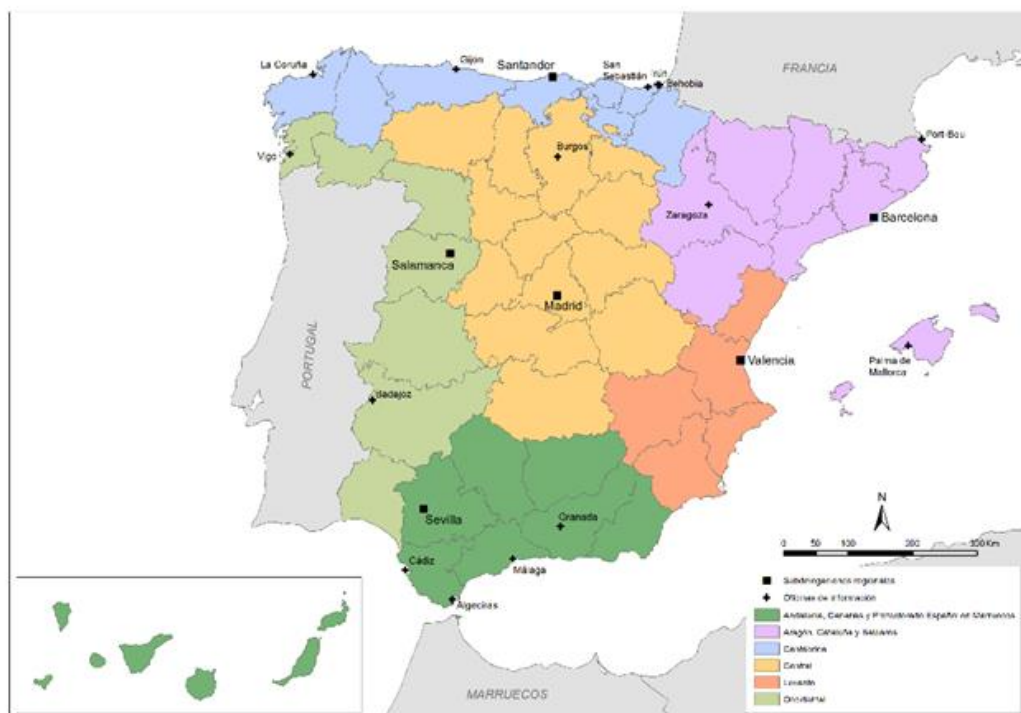 La Coruña
Gijon
Santander
San
Sebastián
Irún
Behobia
FRANCIA
Vigo
Burgos
Port-Bou
Zaragoza
Barcelona
Salamanca
Madrid
PORTUGAL
Valencia
Palma de
Mallorca
Badajoz
Sevilla
Granada
N
Cádiz
Málaga
0 50 100 200 300 Km
Algeciras
Subdelegaciones regionales
Oficinas de información
Andalucía, Canarias y Protectorado Español en Marruecos
Aragón, Cataluña y Baleares
Cantábrica
Central
Levante
Occidental
MARRUECOS